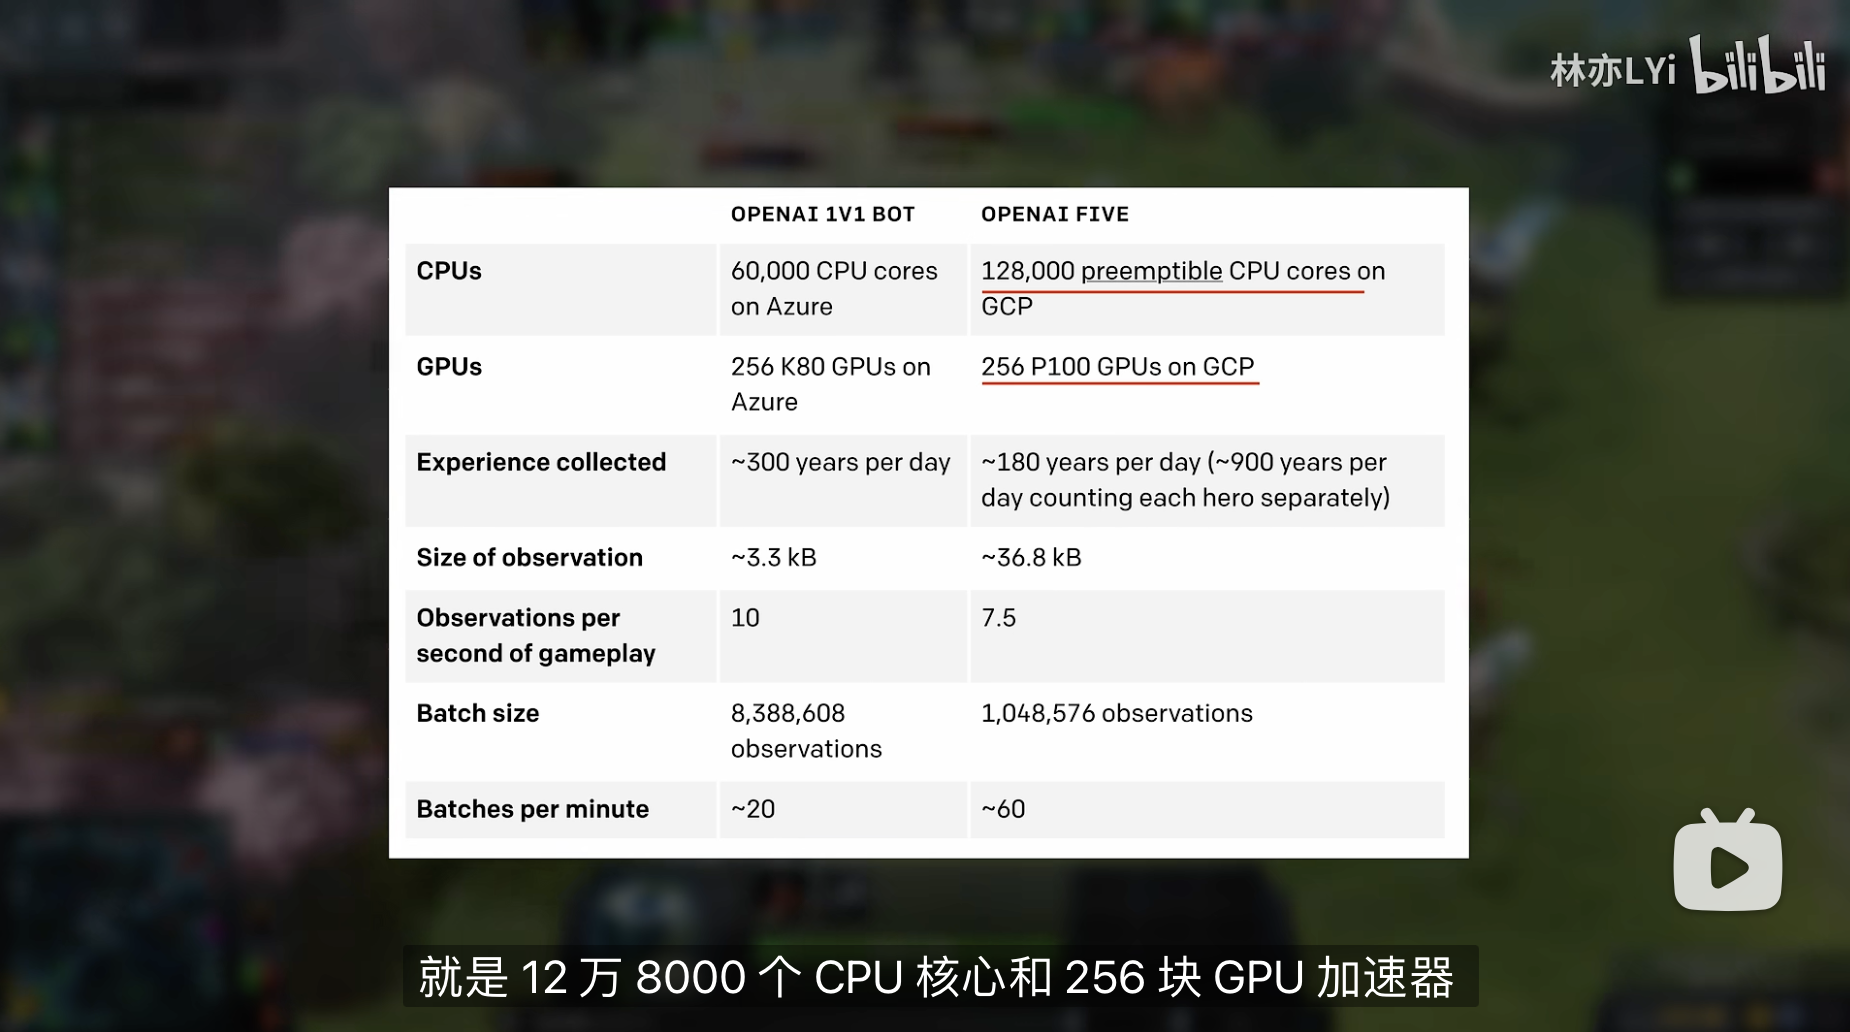 林亦LYi bilibili
OPENAI 1V1 BOT OPENAI FIVE
CPUs 60,000 CPU cores 128,000 preemptible CPU cores on
on Azure GCP
GPUs 256 K80 GPUs on 256 P100 GPUs on GCP
Azure
Experience collected ~300 years per day ~180 years per day (~900 years per
day counting each hero separately)
Size of observation ~3.3 kB ~36.8 kB
Observations per 10 7.5
second of gameplay
Batch size 8,388,608 1,048,576 observations
observations
Batches per minute ~20 ~60
就是 12 万 8000 个 CPU 核心和 256 块 GPU 加速器